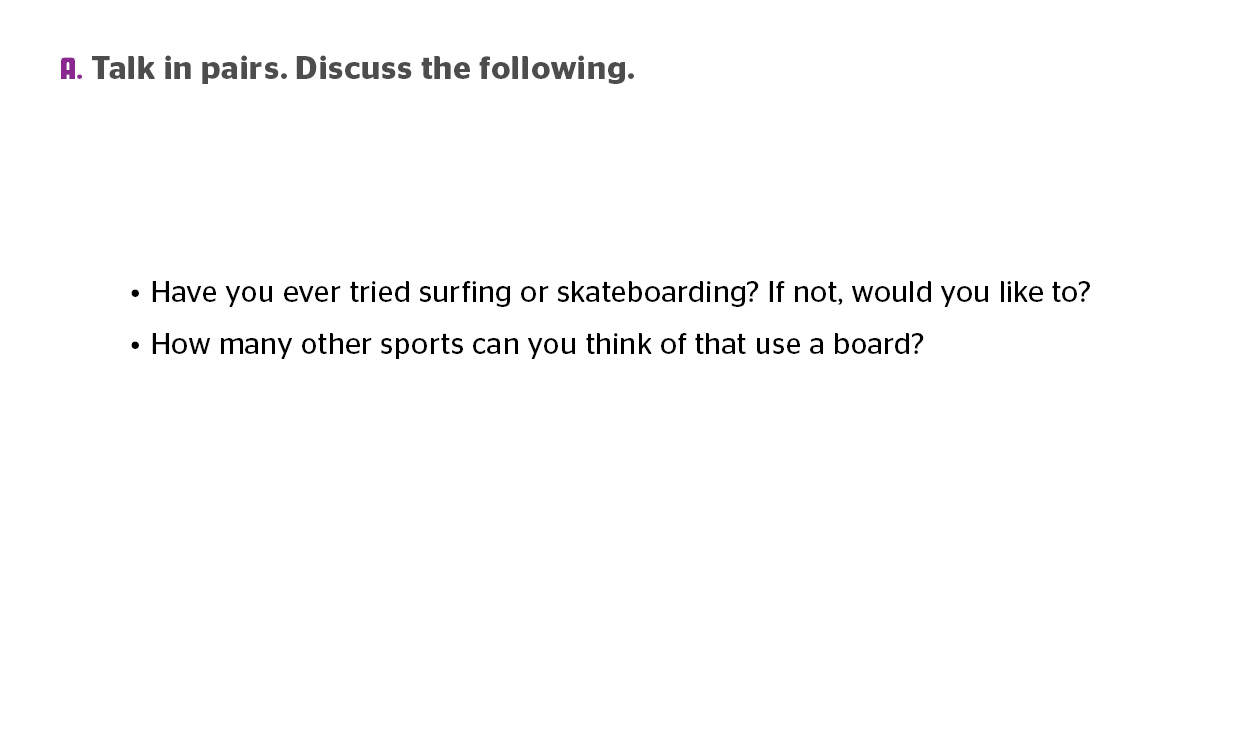 A. Talk in pairs. Discuss the following.
• Have you ever tried surfing or skateboarding? If not, would you like to?
• How many other sports can you think of that use a board?